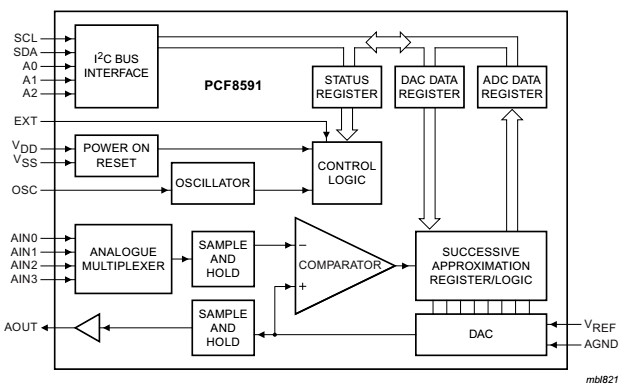 SCL
SDA
A0
A1
A2
I²C BUS
INTERFACE
PCF8591
STATUS
REGISTER
DAC DATA
REGISTER
ADC DATA
REGISTER
EXT
VDD
VSS
POWER ON
RESET
OSC
OSCILLATOR
CONTROL
LOGIC
AIN0
AIN1
AIN2
AIN3
ANALOGUE
MULTIPLEXER
SAMPLE
AND
HOLD
−
+
COMPARATOR
SUCCESSIVE
APPROXIMATION
REGISTER/LOGIC
AOUT
SAMPLE
AND
HOLD
DAC
VREF
AGND
mbl821